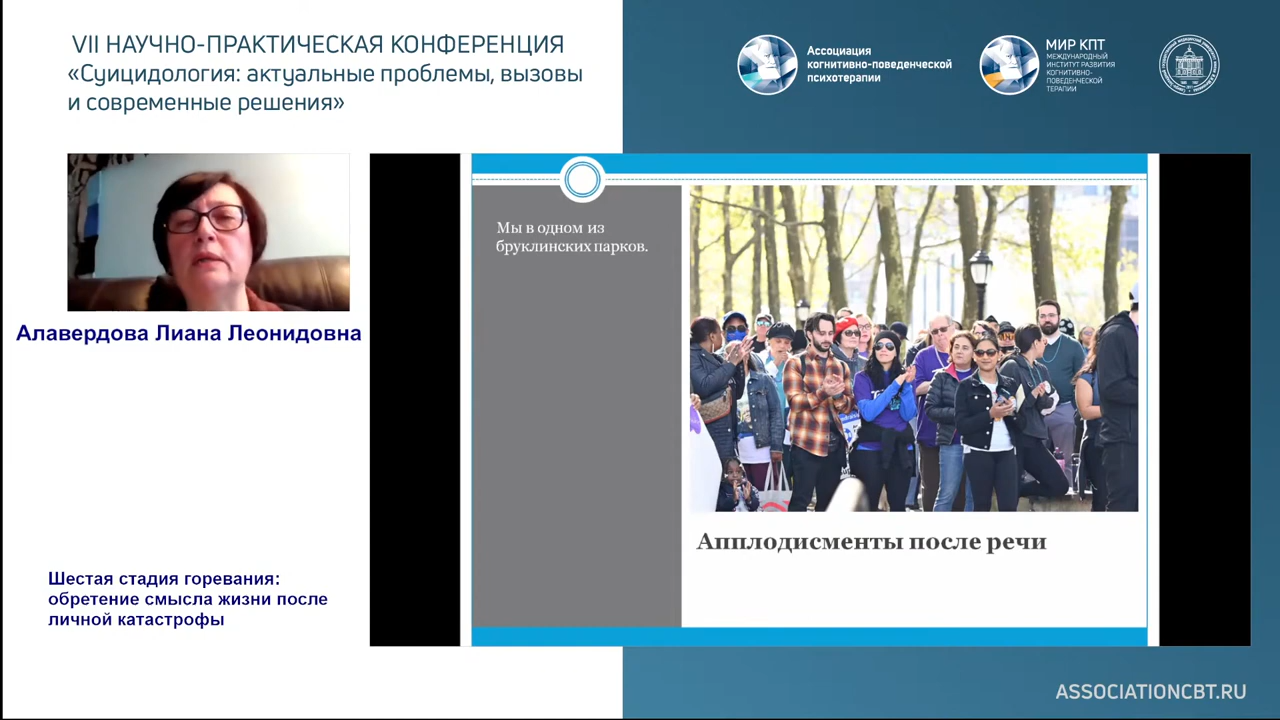 VII НАУЧНО-ПРАКТИЧЕСКАЯ КОНФЕРЕНЦИЯ
«Суицидология: актуальные проблемы, вызовы
и современные решения»
Ассоциация
когнитивно-поведенческой
психотерапии
МИР КПТ
МЕЖДУНАРОДНЫЙ
ИНСТИТУТ РАЗВИТИЯ
КОГНИТИВНО-
ПОВЕДЕНЧЕСКОЙ
ТЕРАПИИ
Мы в одном из
бруклинских парков.
Алавердова Лиана Леонидовна
Апплодисменты после речи
Шестая стадия горевания:
обретение смысла жизни после
личной катастрофы
ASSOCIATIONCBT.RU